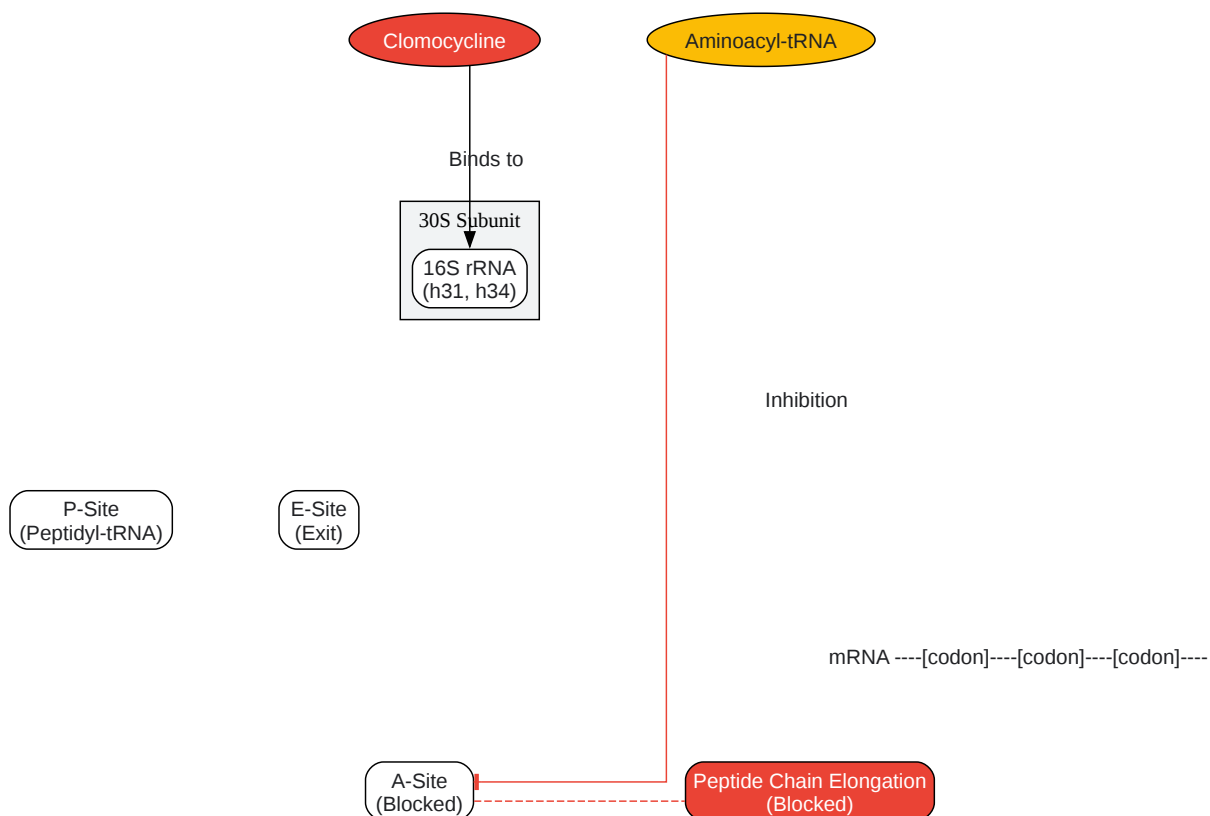 Clomocycline
Aminoacyl-tRNA
Binds to
30S Subunit
16S rRNA
(h31, h34)
Inhibition
P-Site
(Peptidyl-tRNA)
E-Site
(Exit)
mRNA ----[codon]----[codon]----[codon]----
A-Site
(Blocked)
Peptide Chain Elongation
(Blocked)